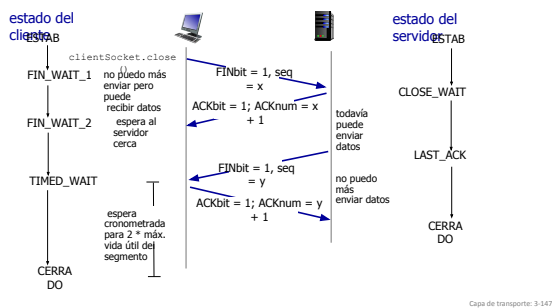 estado del
cliente
ESTAB
estado del
servidor
ESTAB
clientSocket.close
()
FIN_WAIT_1
no puedo más
enviar pero
puede
recibir datos
FINbit = 1, seq
= x
CLOSE_WAIT
ACKbit = 1; ACKnum = x
+ 1
FIN_WAIT_2
espera al
servidor
cerca
todavía
puede
enviar
datos
LAST_ACK
FINbit = 1, seq
= y
TIMED_WAIT
no puedo
más
enviar datos
ACKbit = 1; ACKnum = y
+ 1
espera
cronometrada
para 2 * máx.
vida útil del
segmento
CERRA
DO
CERRA
DO
Capa de transporte: 3-147